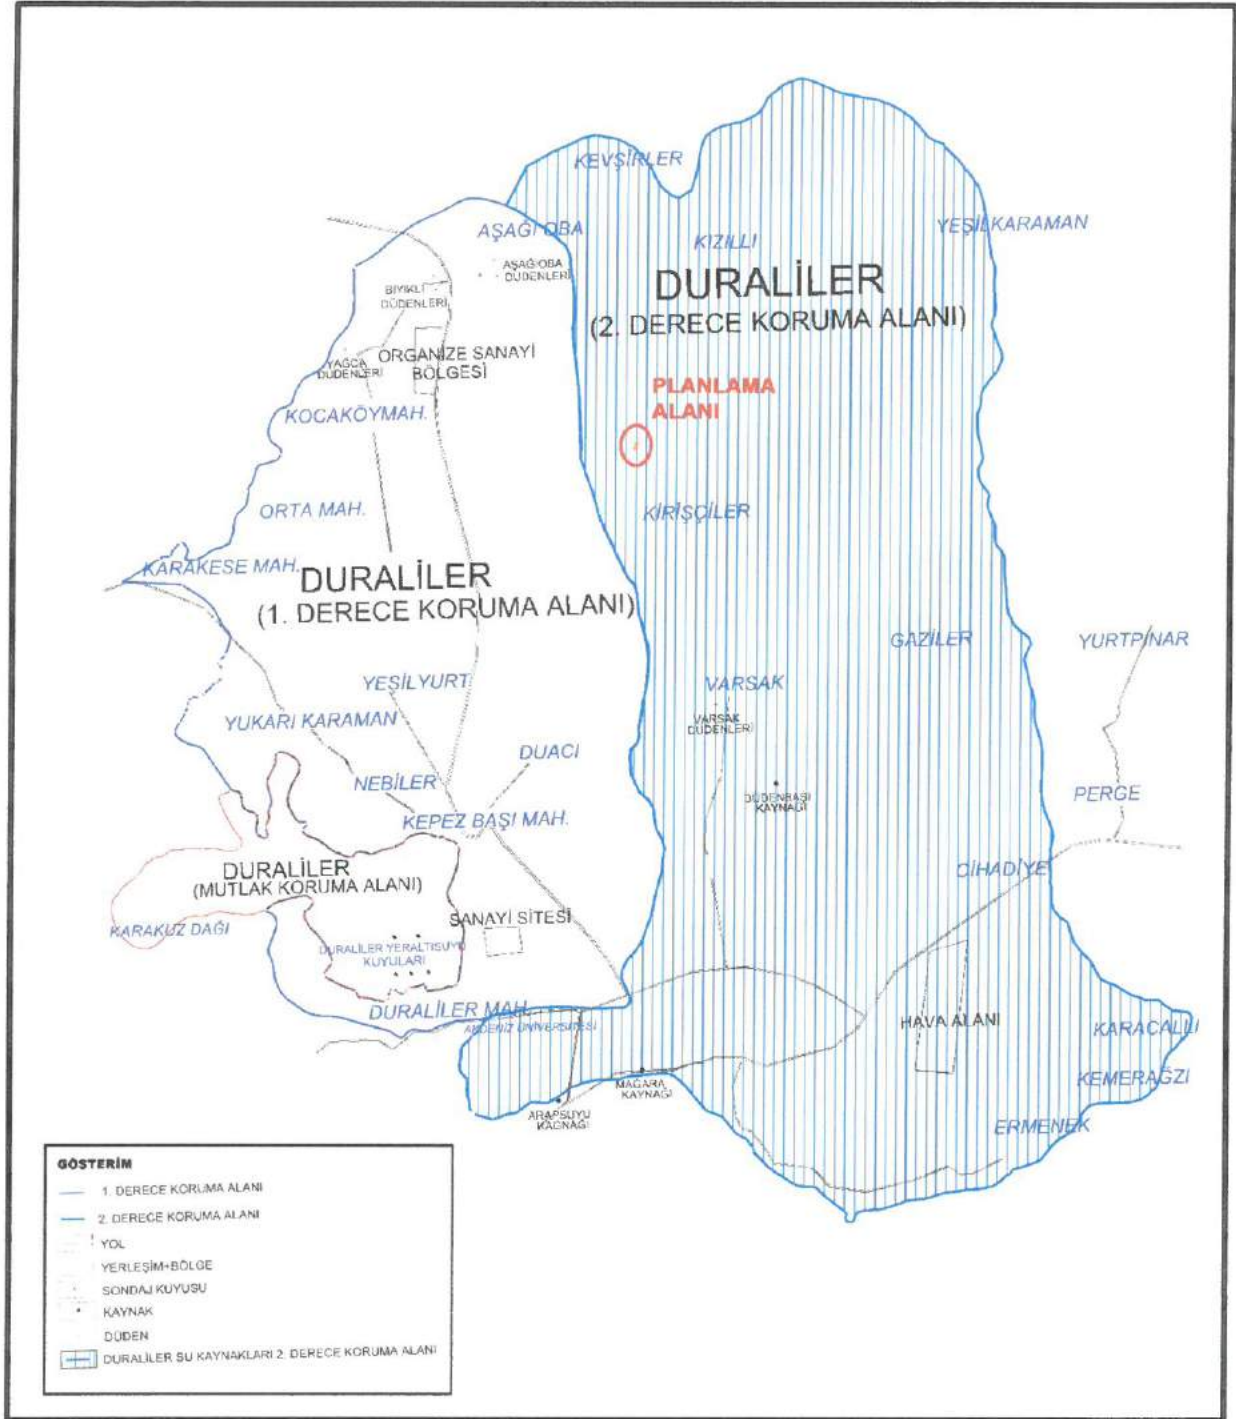 KEVŞİRLER
AŞAĞI OBA
KIZILLI
YEŞİLKARAMAN
AŞAĞIOBA
DÜDENLERİ
BIYIKLI
DÜDENLERİ
DURALİLER
(2. DERECE KORUMA ALANI)
YAĞCA
DÜDENLERİ
ORGANİZE SANAYİ
BÖLGESİ
PLANLAMA
ALANI
KOCAKÖYMAH.
ORTA MAH.
KİRİŞÇİLER
KARAKESE MAH.
DURALİLER
(1. DERECE KORUMA ALANI)
GAZİLER
YURTPINAR
YEŞİLYURT
VARSAK
YUKARI KARAMAN
VARSAK
DÜDENLERİ
DUACI
NEBİLER
DÜDENBAŞI
KAYNAĞI
PERGE
KEPEZ BAŞI MAH.
DURALİLER
(MUTLAK KORUMA ALANI)
CİHADİYE
KARAKUZ DAĞI
SANAYİ SİTESİ
DURALİLER YERALTISUYU
KUYULARI
DURALİLER MAH.
AKDENİZ ÜNİVERSİTESİ
HAVA ALANI
KARACALLI
MAĞARA
KAYNAĞI
KEMERAĞZI
ARAPSUYU
KAGNAĞI
ERMENEK
GÖSTERİM
1. DERECE KORUMA ALANI
2. DERECE KORUMA ALANI
YOL
YERLEŞİM+BÖLGE
SONDAJ KUYUSU
KAYNAK
DÜDEN
DURALİLER SU KAYNAKLARI 2. DERECE KORUMA ALANI